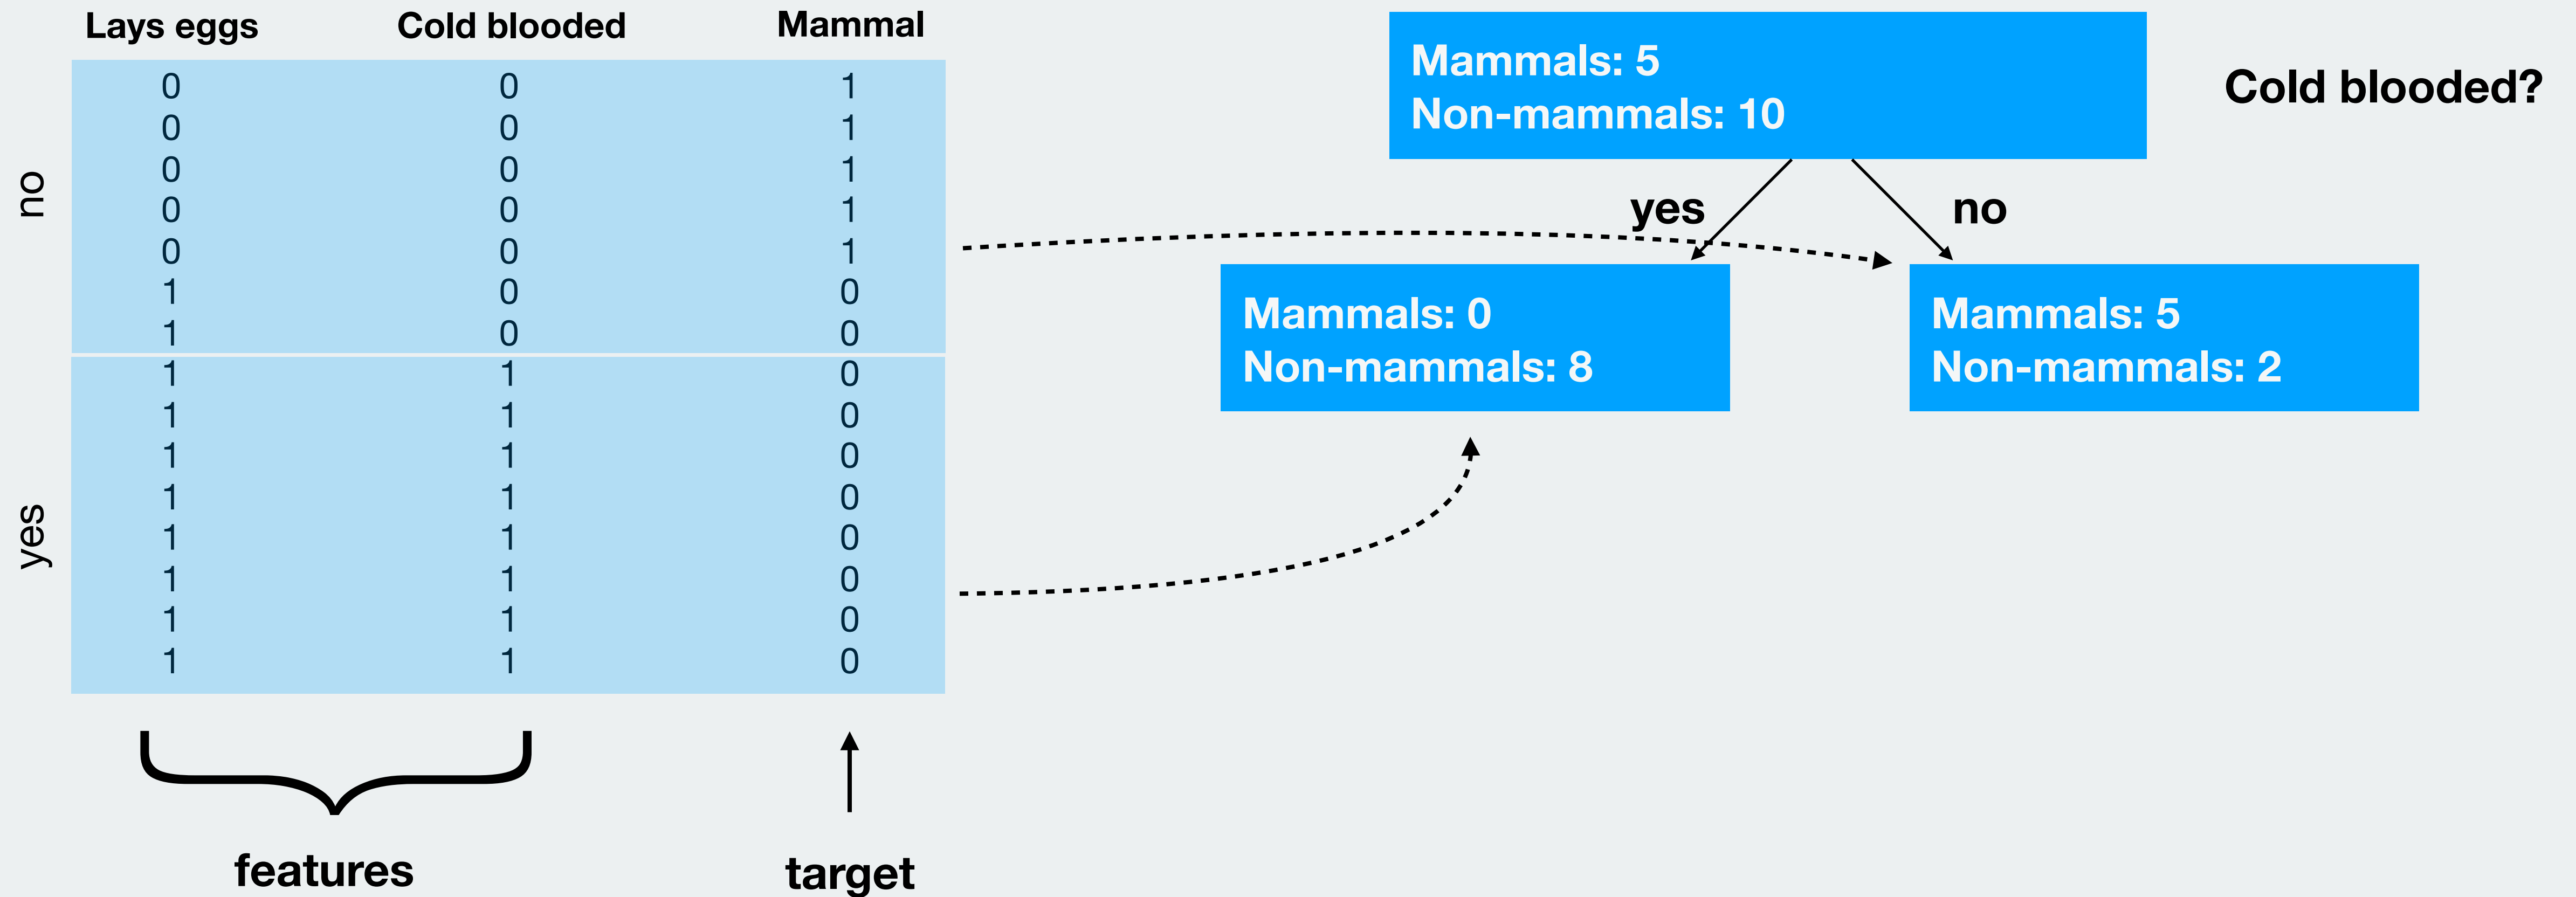 Lays eggs Cold blooded Mammal
0 0 1
0 0 1
0 0 1
0 0 1
0 0 1
1 0 0
1 0 0
1 1 0
1 1 0
1 1 0
1 1 0
1 1 0
1 1 0
1 1 0
1 1 0
no
yes
features
target
Mammals: 5
Non-mammals: 10
Cold blooded?
yes
no
Mammals: 0
Non-mammals: 8
Mammals: 5
Non-mammals: 2